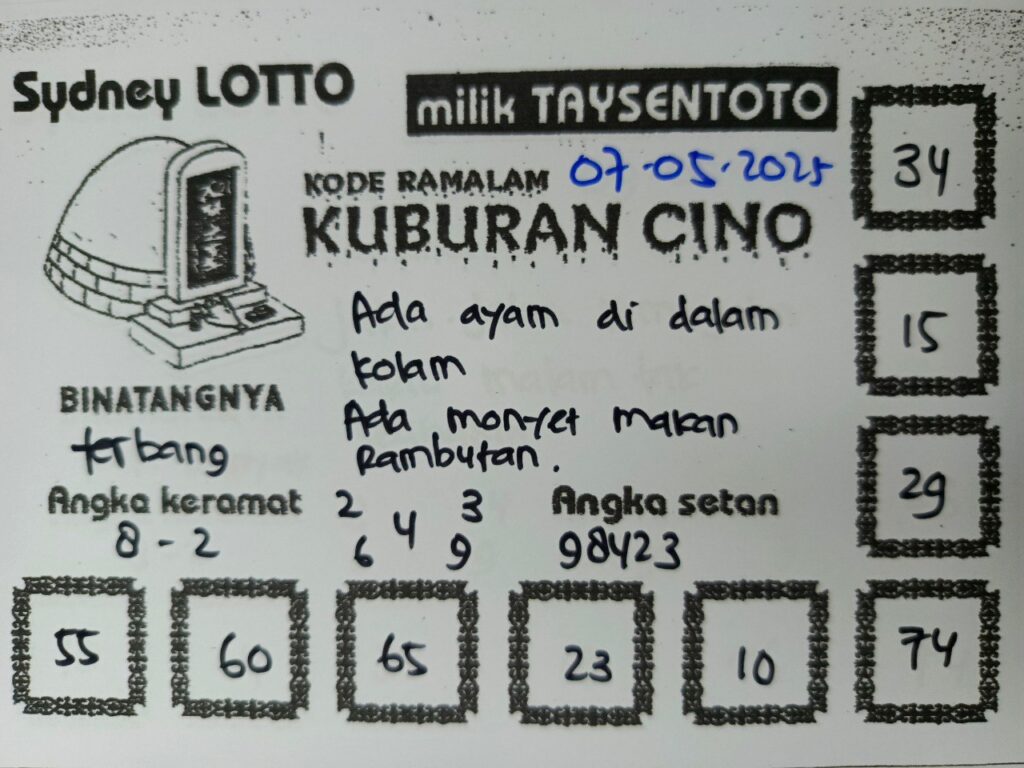 Sydney LOTTO
milik TAYSENTOTO
KODE RAMALAM 07-05-2025
KUBURAN CINO
Ada ayam di dalam
kolam
Ada monyet makan
Rambutan.
BINATANGNYA
terbang
Angka keramat
8 - 2
2 3
4
6 9
Angka setan
98423
34
15
29
74
55 60 65 23 10